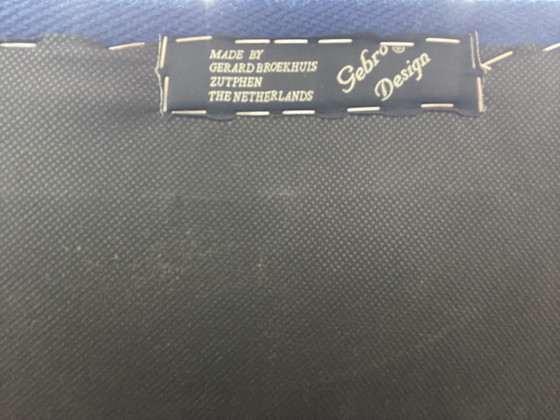 MADE BY
GERARD BROEKHUIS
ZUTPHEN
THE NETHERLANDS
Gebro®
Design